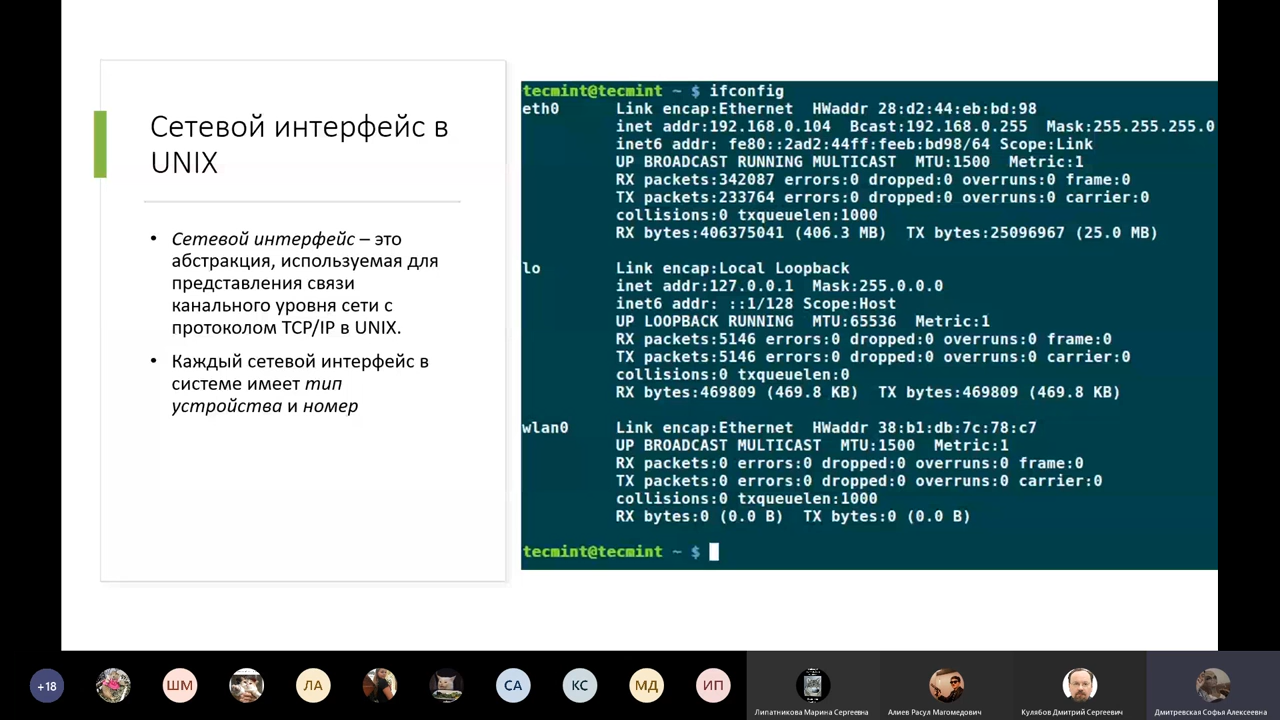 Сетевой интерфейс в
UNIX
• Сетевой интерфейс – это
абстракция, используемая для
представления связи
канального уровня сети с
протоколом TCP/IP в UNIX.
• Каждый сетевой интерфейс в
системе имеет тип
устройства и номер
tecmint@tecmint ~ $ ifconfig
eth0 Link encap:Ethernet HWaddr 28:d2:44:eb:bd:98
inet addr:192.168.0.104 Bcast:192.168.0.255 Mask:255.255.255.0
inet6 addr: fe80::2ad2:44ff:feeb:bd98/64 Scope:Link
UP BROADCAST RUNNING MULTICAST MTU:1500 Metric:1
RX packets:342087 errors:0 dropped:0 overruns:0 frame:0
TX packets:233764 errors:0 dropped:0 overruns:0 carrier:0
collisions:0 txqueuelen:1000
RX bytes:406375041 (406.3 MB) TX bytes:25096967 (25.0 MB)
lo Link encap:Local Loopback
inet addr:127.0.0.1 Mask:255.0.0.0
inet6 addr: ::1/128 Scope:Host
UP LOOPBACK RUNNING MTU:65536 Metric:1
RX packets:5146 errors:0 dropped:0 overruns:0 frame:0
TX packets:5146 errors:0 dropped:0 overruns:0 carrier:0
collisions:0 txqueuelen:0
RX bytes:469809 (469.8 KB) TX bytes:469809 (469.8 KB)
wlan0 Link encap:Ethernet HWaddr 38:b1:db:7c:78:c7
UP BROADCAST MULTICAST MTU:1500 Metric:1
RX packets:0 errors:0 dropped:0 overruns:0 frame:0
TX packets:0 errors:0 dropped:0 overruns:0 carrier:0
collisions:0 txqueuelen:1000
RX bytes:0 (0.0 B) TX bytes:0 (0.0 B)
tecmint@tecmint ~ $
+18 ШМ ЛА СА КС МД ИП
Липатникова Марина Сергеевна Алиев Расул Магомедович Кулябов Дмитрий Сергеевич Дмитревская Софья Алексеевна